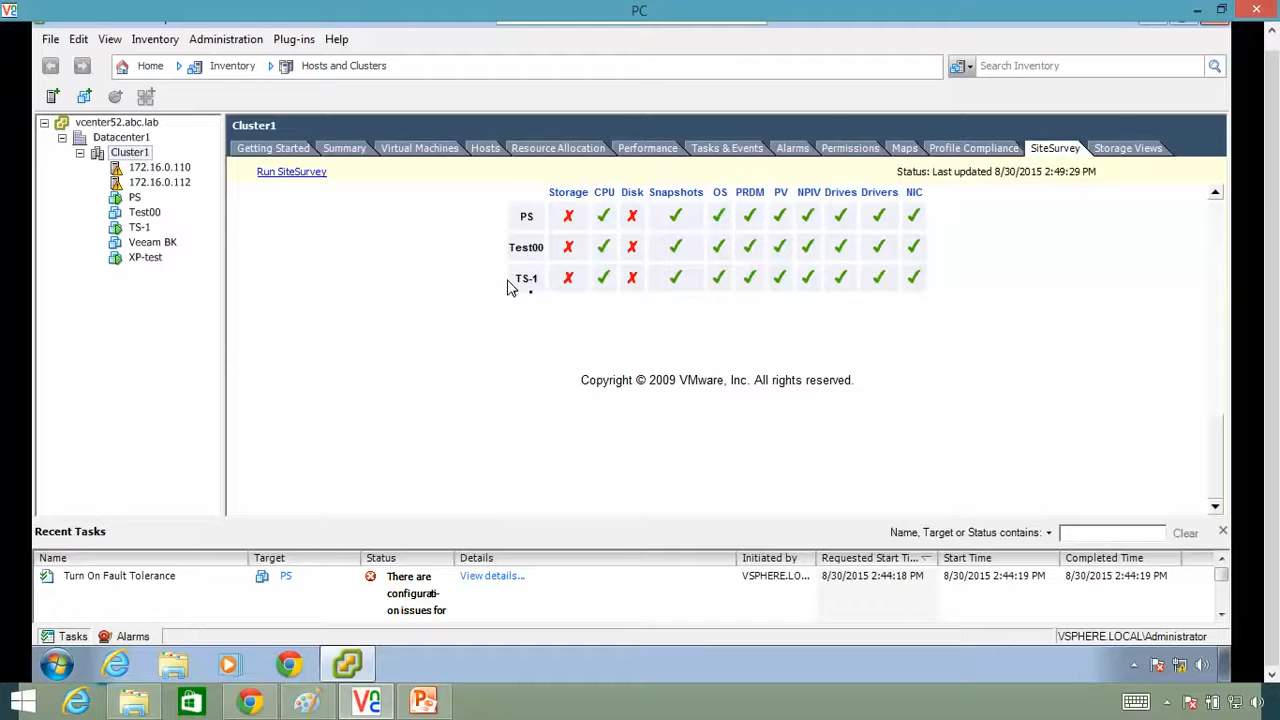 PC
File Edit View Inventory Administration Plug-ins Help
Home Inventory Hosts and Clusters Search Inventory
vcenter52.abc.lab
Datacenter1
Cluster1
172.16.0.110
172.16.0.112
PS
Test00
TS-1
Veeam BK
XP-test
Cluster1
Getting Started Summary Virtual Machines Hosts Resource Allocation Performance Tasks & Events Alarms Permissions Maps Profile Compliance SiteSurvey Storage Views
Run SiteSurvey Status: Last updated 8/30/2015 2:49:29 PM
Storage CPU Disk Snapshots OS PRDM PV NPIV Drives Drivers NIC
PS ✗ ✓ ✗ ✓ ✓ ✓ ✓ ✓ ✓ ✓ ✓
Test00 ✗ ✓ ✗ ✓ ✓ ✓ ✓ ✓ ✓ ✓ ✓
TS-1 ✗ ✓ ✗ ✓ ✓ ✓ ✓ ✓ ✓ ✓ ✓
Copyright © 2009 VMware, Inc. All rights reserved.
Recent Tasks Name, Target or Status contains: Clear
Name Target Status Details Initiated by Requested Start Ti... Start Time Completed Time
Turn On Fault Tolerance PS There are View details... VSPHERE.LO... 8/30/2015 2:44:18 PM 8/30/2015 2:44:19 PM 8/30/2015 2:44:19 PM
configurati-
on issues for
Tasks Alarms VSPHERE.LOCAL\Administrator